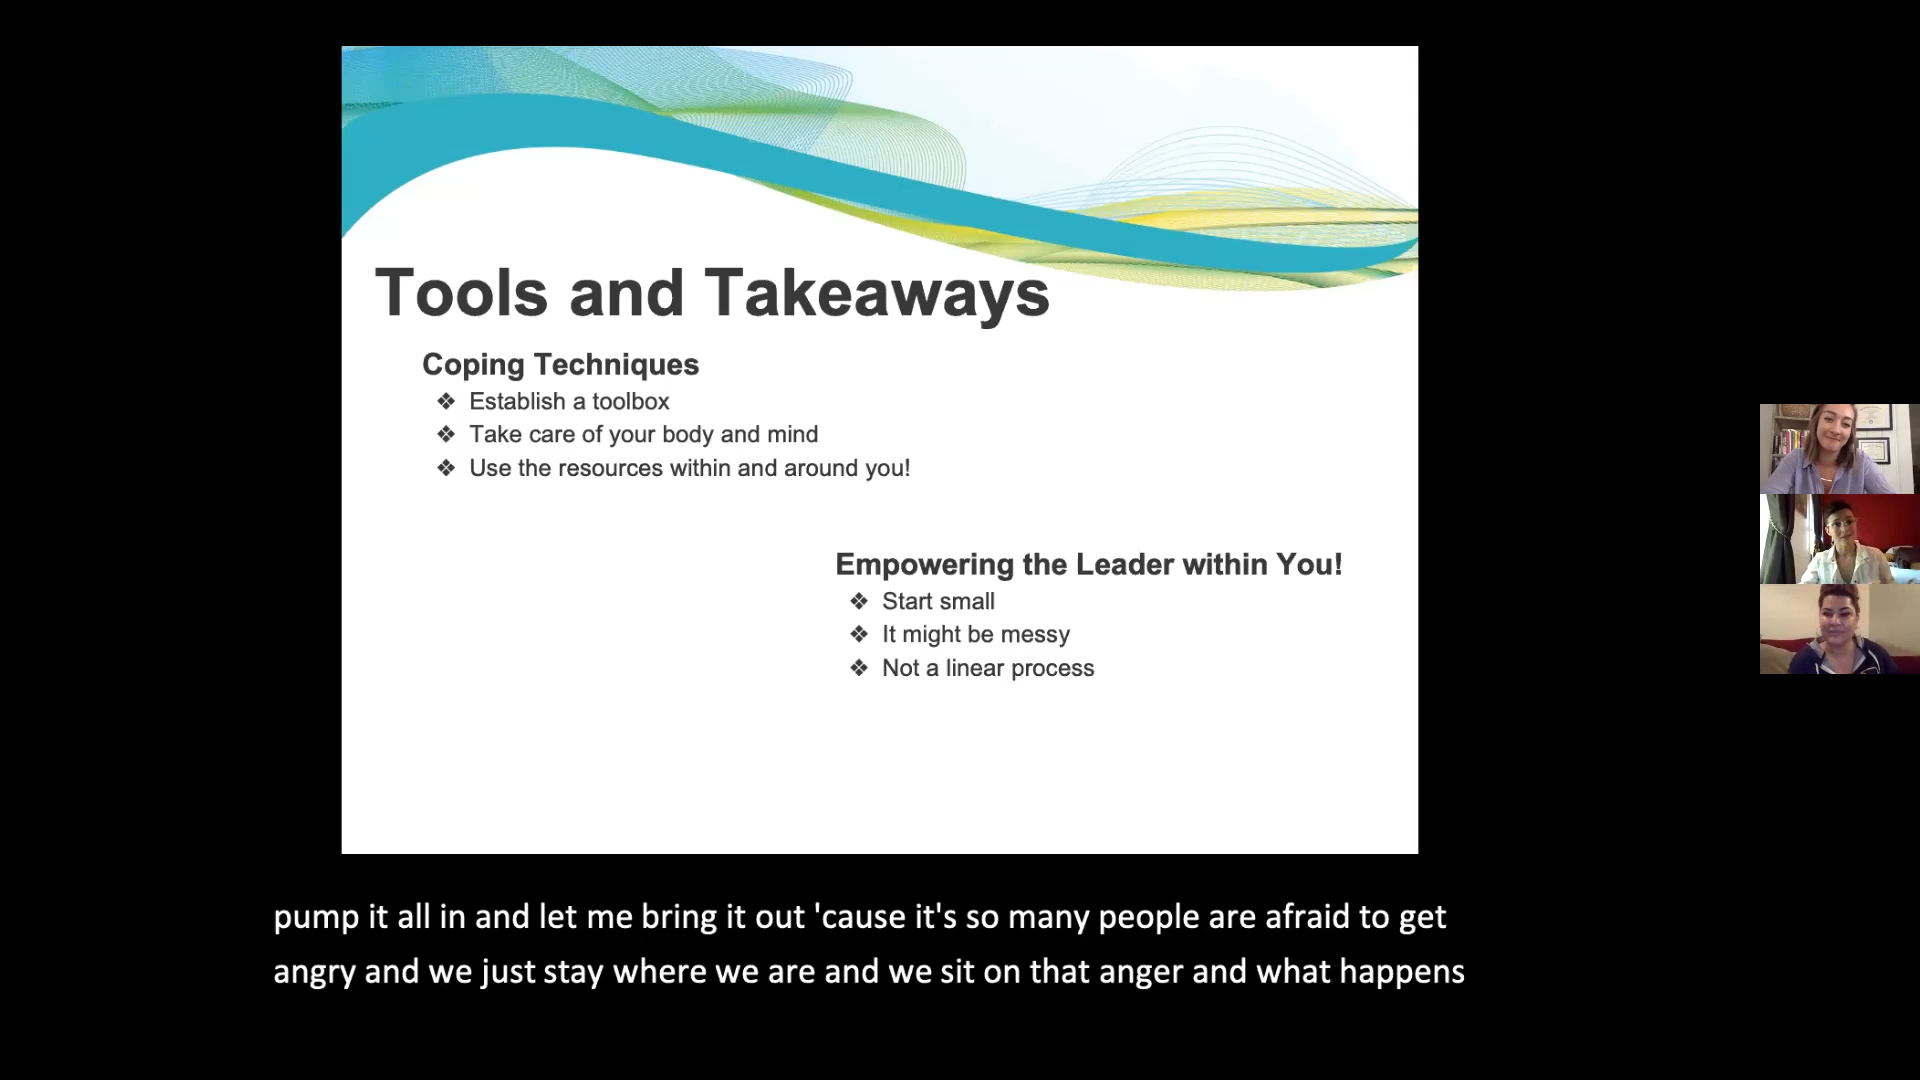 Tools and Takeaways
Coping Techniques
❖ Establish a toolbox
❖ Take care of your body and mind
❖ Use the resources within and around you!
Empowering the Leader within You!
❖ Start small
❖ It might be messy
❖ Not a linear process
pump it all in and let me bring it out 'cause it's so many people are afraid to get
angry and we just stay where we are and we sit on that anger and what happens